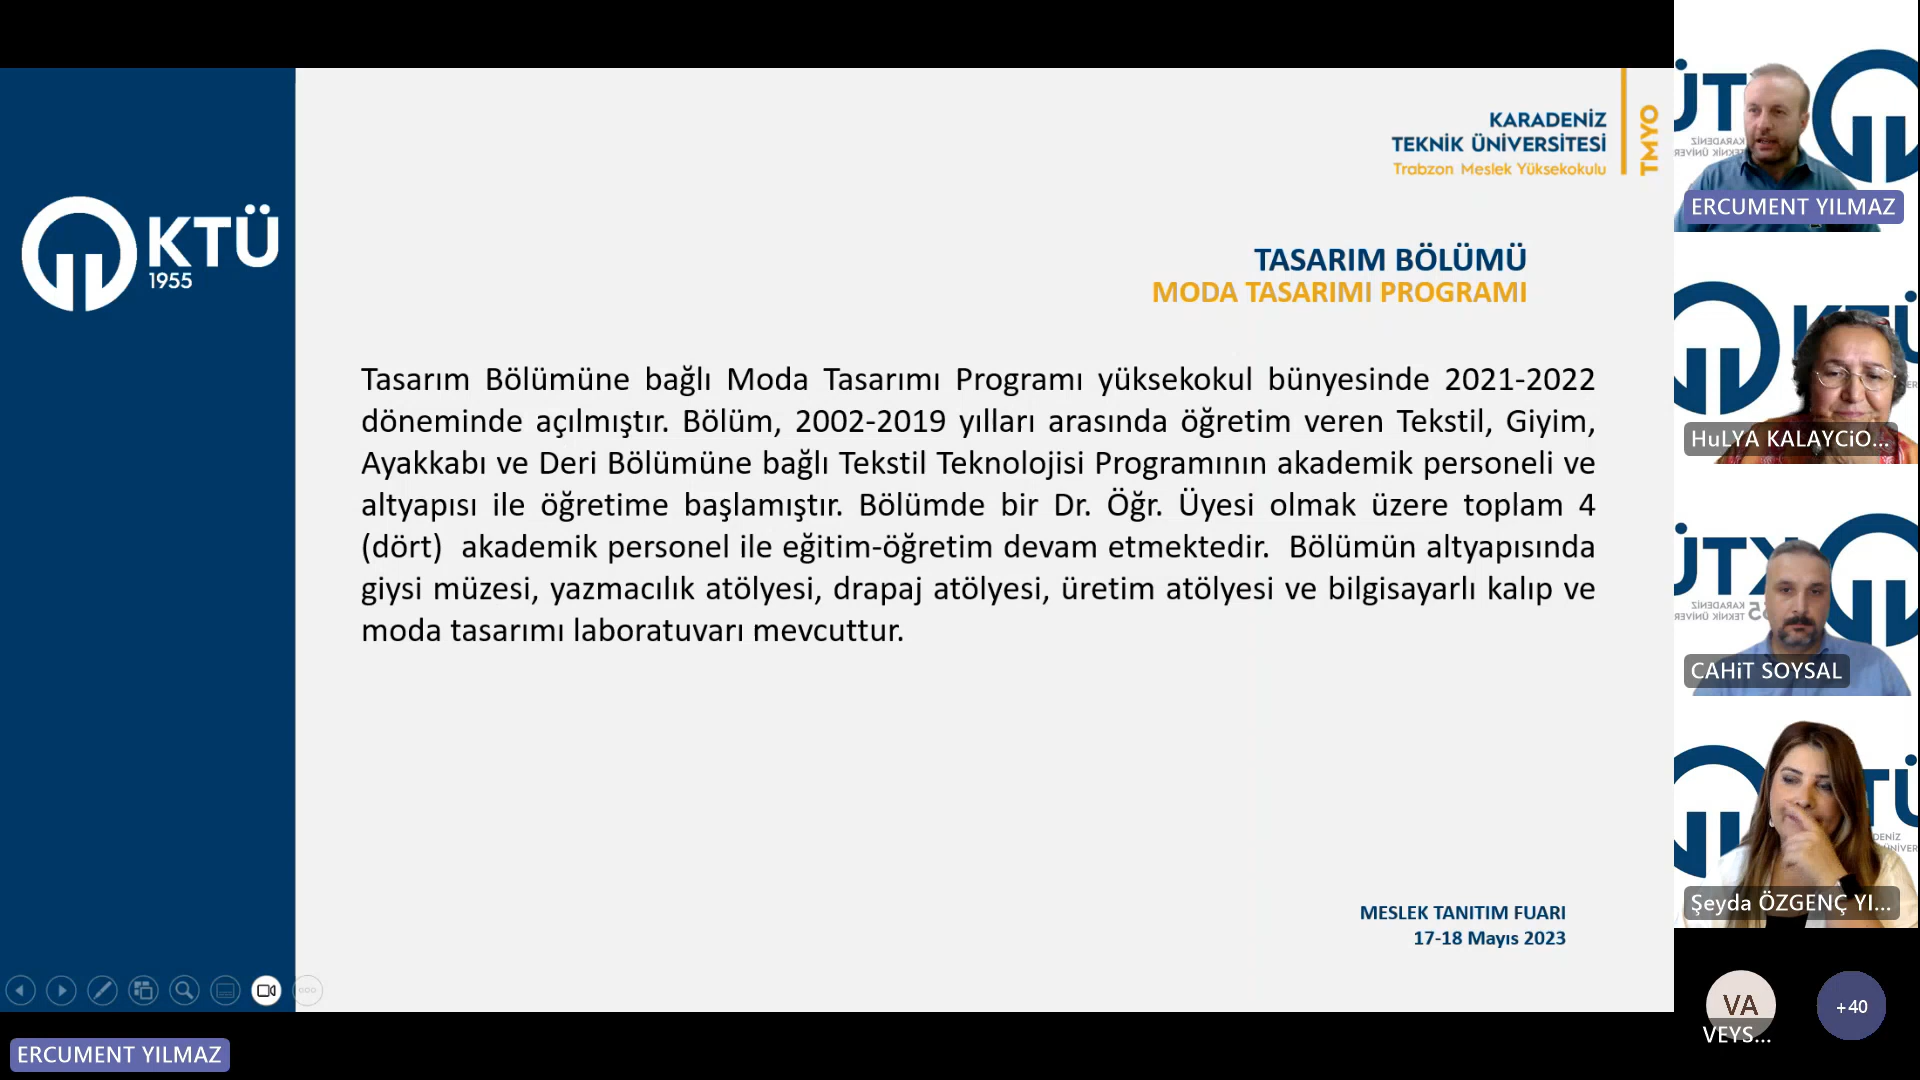 KARADENİZ
TEKNİK ÜNİVERSİTESİ
Trabzon Meslek Yüksekokulu
TMYO
KTÜ
1955
TASARIM BÖLÜMÜ
MODA TASARIMI PROGRAMI
Tasarım Bölümüne bağlı Moda Tasarımı Programı yüksekokul bünyesinde 2021-2022
döneminde açılmıştır. Bölüm, 2002-2019 yılları arasında öğretim veren Tekstil, Giyim,
Ayakkabı ve Deri Bölümüne bağlı Tekstil Teknolojisi Programının akademik personeli ve
altyapısı ile öğretime başlamıştır. Bölümde bir Dr. Öğr. Üyesi olmak üzere toplam 4
(dört) akademik personel ile eğitim-öğretim devam etmektedir. Bölümün altyapısında
giysi müzesi, yazmacılık atölyesi, drapaj atölyesi, üretim atölyesi ve bilgisayarlı kalıp ve
moda tasarımı laboratuvarı mevcuttur.
MESLEK TANITIM FUARI
17-18 Mayıs 2023
ERCUMENT YILMAZ
ERCUMENT YILMAZ
HuLYA KALAYCiO...
CAHiT SOYSAL
Şeyda ÖZGENÇ YI...
VA
VEYS...
+40